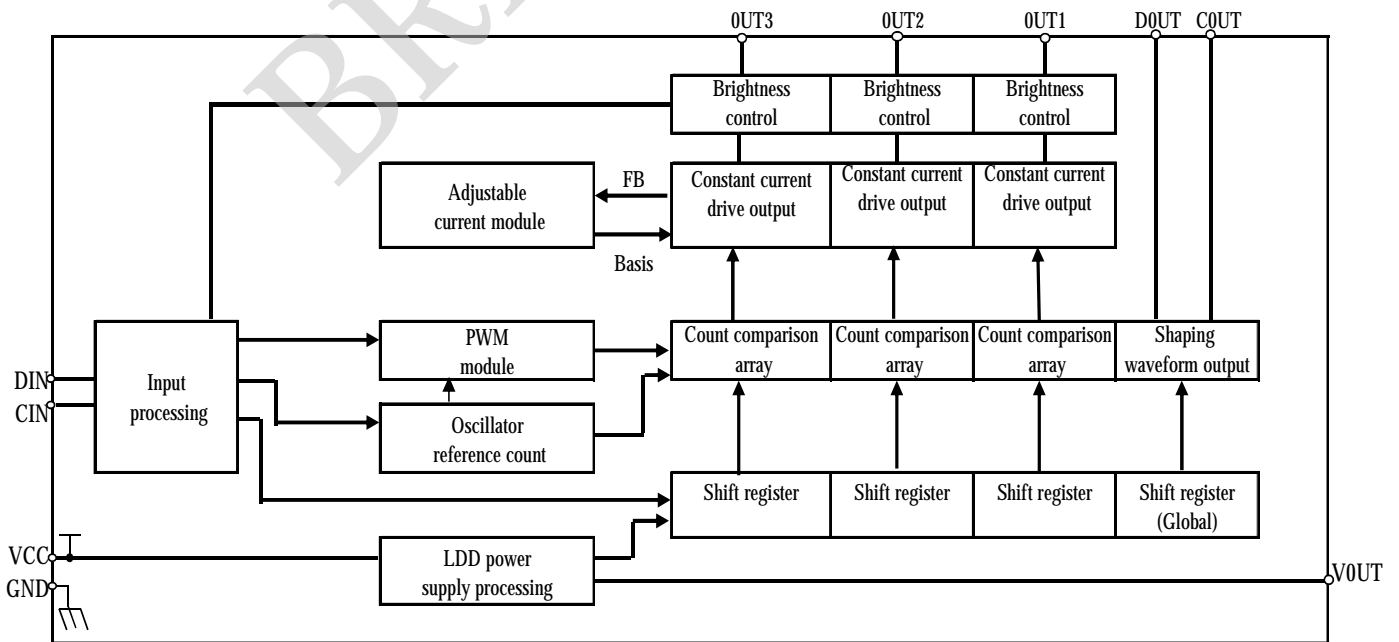 0UT3 0UT2 0UT1 D0UT C0UT
BR
Brightness control
Brightness control
Brightness control
Adjustable current module
FB
Basis
Constant current drive output
Constant current drive output
Constant current drive output
DIN
CIN
Input processing
PWM module
Oscillator reference count
Count comparison array
Count comparison array
Count comparison array
Shaping waveform output
Shift register
Shift register
Shift register
Shift register (Global)
VCC
GND
LDD power supply processing
V0UT